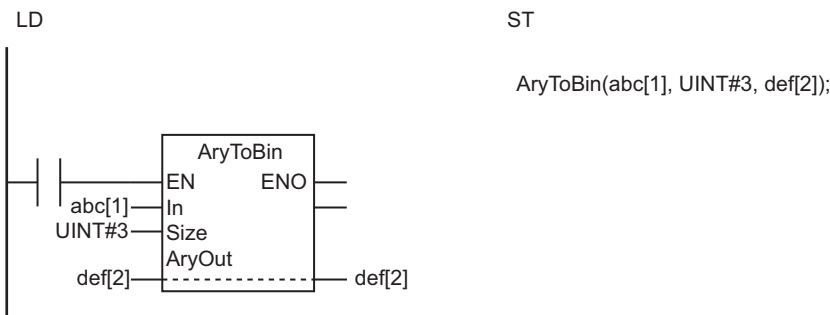 LD
ST
AryToBin(abc[1], UINT#3, def[2]);
AryToBin
EN ENO
abc[1] In
UINT#3 Size
AryOut
def[2] def[2]